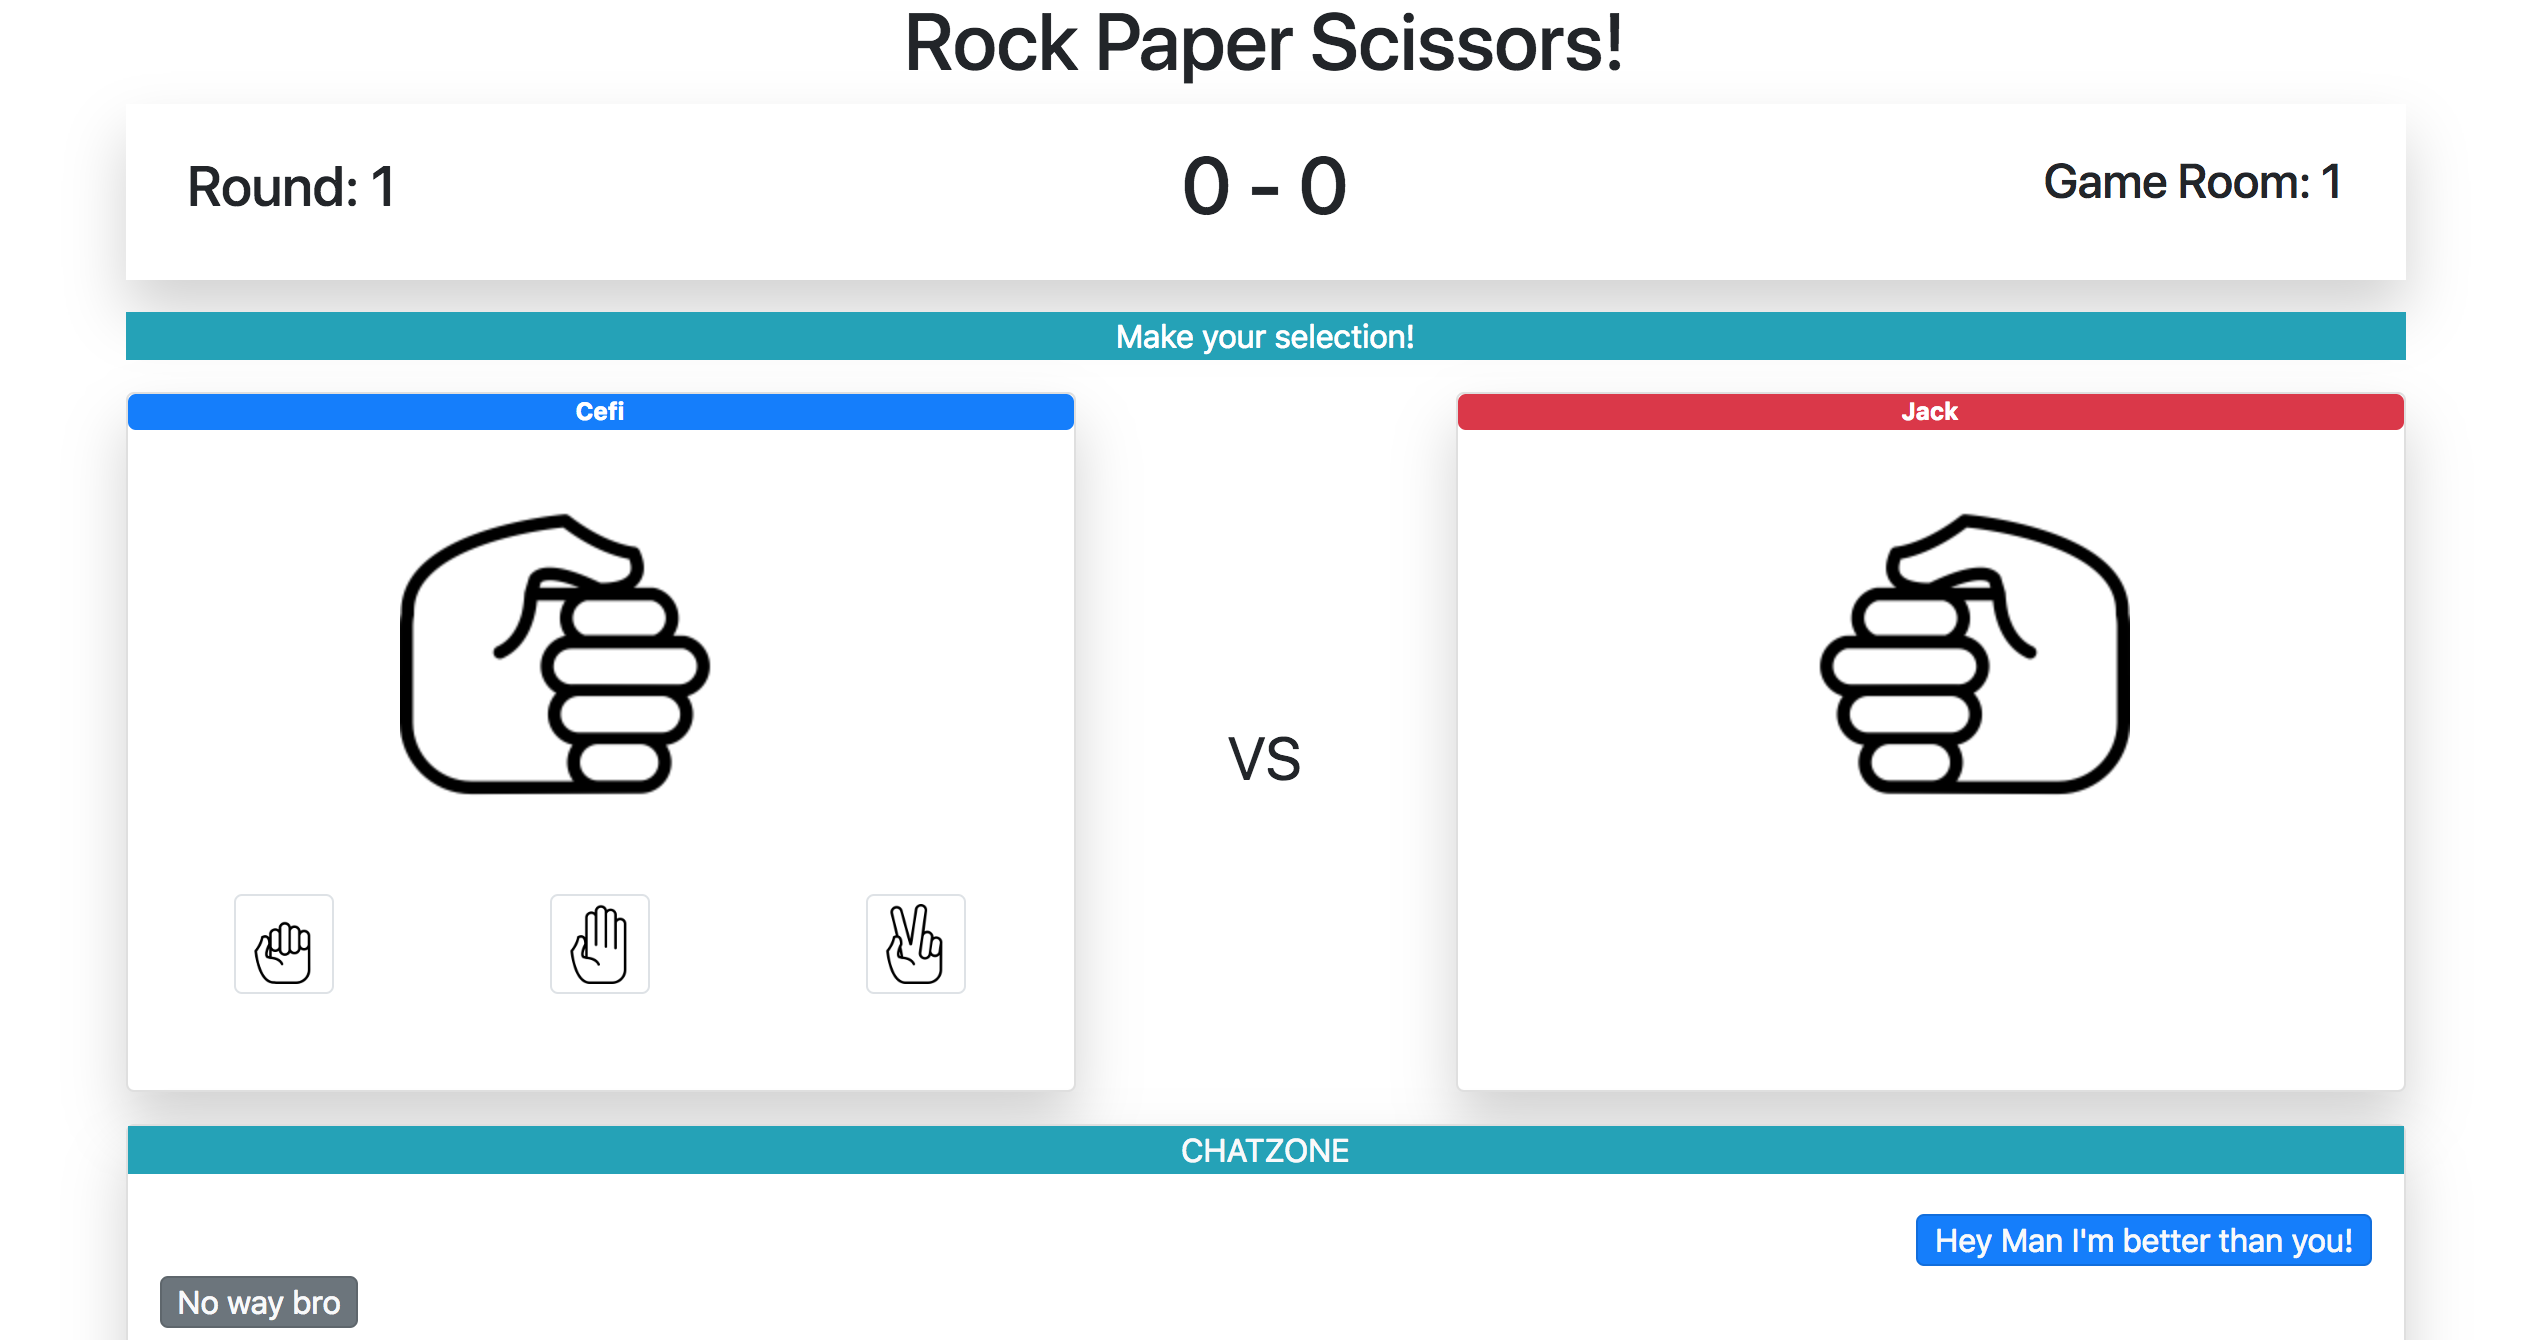 Rock Paper Scissors!
Round: 1
0 - 0
Game Room: 1
Make your selection!
Cefi
Jack
VS
CHATZONE
Hey Man I'm better than you!
No way bro